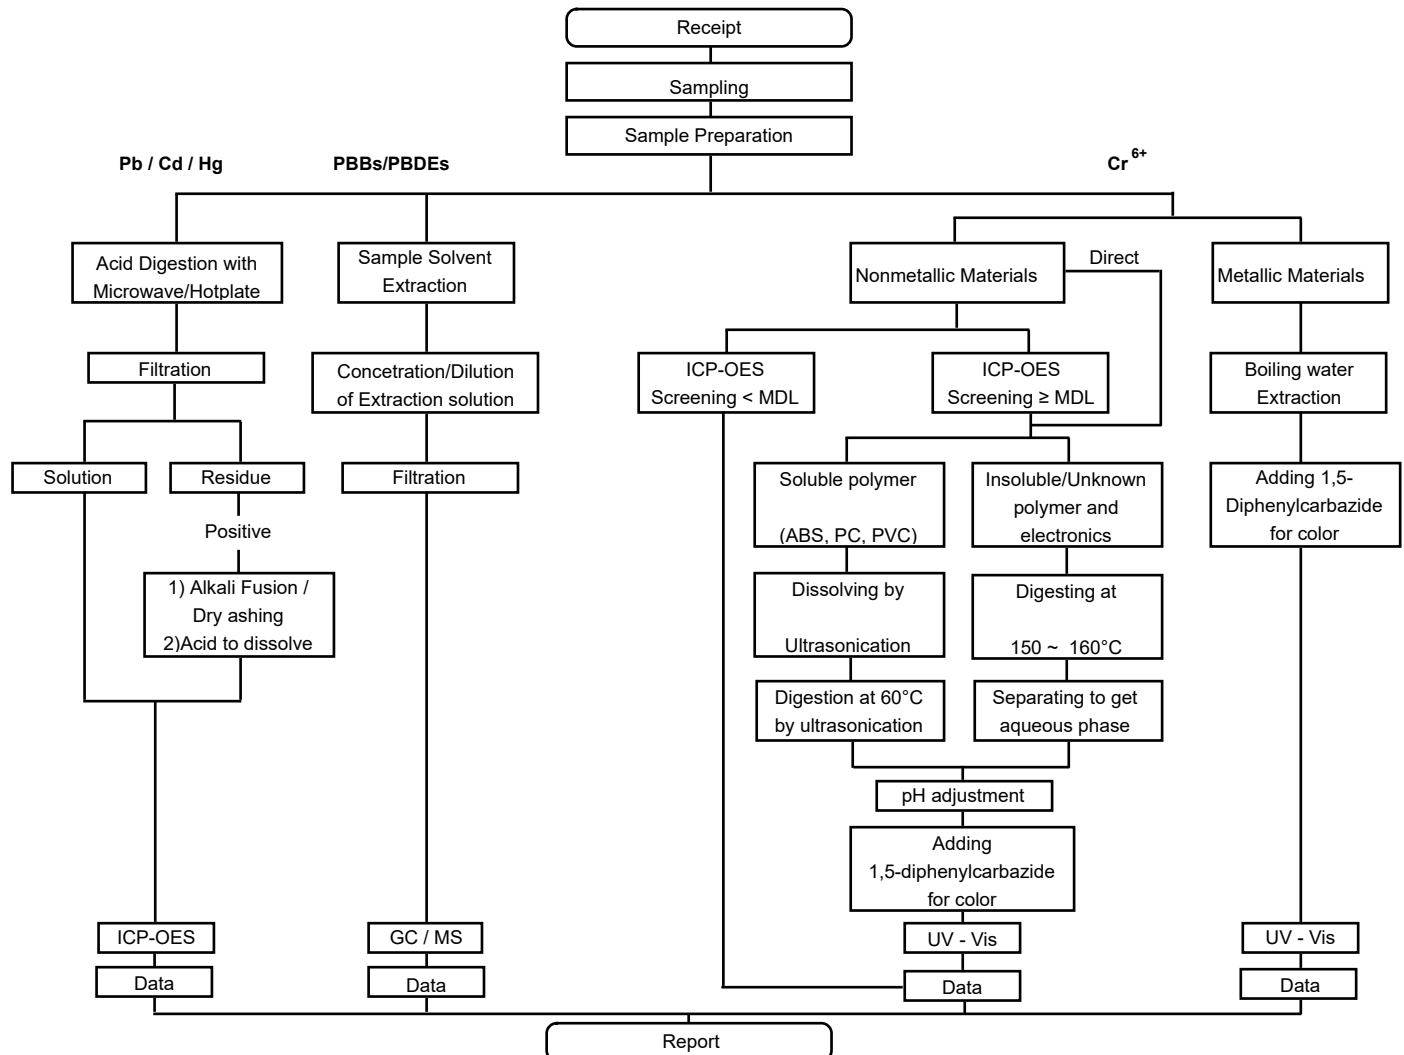 Receipt
Sampling
Sample Preparation
Pb / Cd / Hg
PBBs/PBDEs
Cr 6+
Acid Digestion with
Microwave/Hotplate
Filtration
Solution
Residue
Positive
1) Alkali Fusion /
Dry ashing
2)Acid to dissolve
ICP-OES
Data
Sample Solvent
Extraction
Concetration/Dilution
of Extraction solution
Filtration
GC / MS
Data
Nonmetallic Materials
Direct
ICP-OES
Screening < MDL
ICP-OES
Screening ≥ MDL
Soluble polymer
(ABS, PC, PVC)
Dissolving by
Ultrasonication
Digestion at 60°C
by ultrasonication
Insoluble/Unknown
polymer and
electronics
Digesting at
150 ~ 160°C
Separating to get
aqueous phase
pH adjustment
Adding
1,5-diphenylcarbazide
for color
UV - Vis
Data
Metallic Materials
Boiling water
Extraction
Adding 1,5-
Diphenylcarbazide
for color
UV - Vis
Data
Report